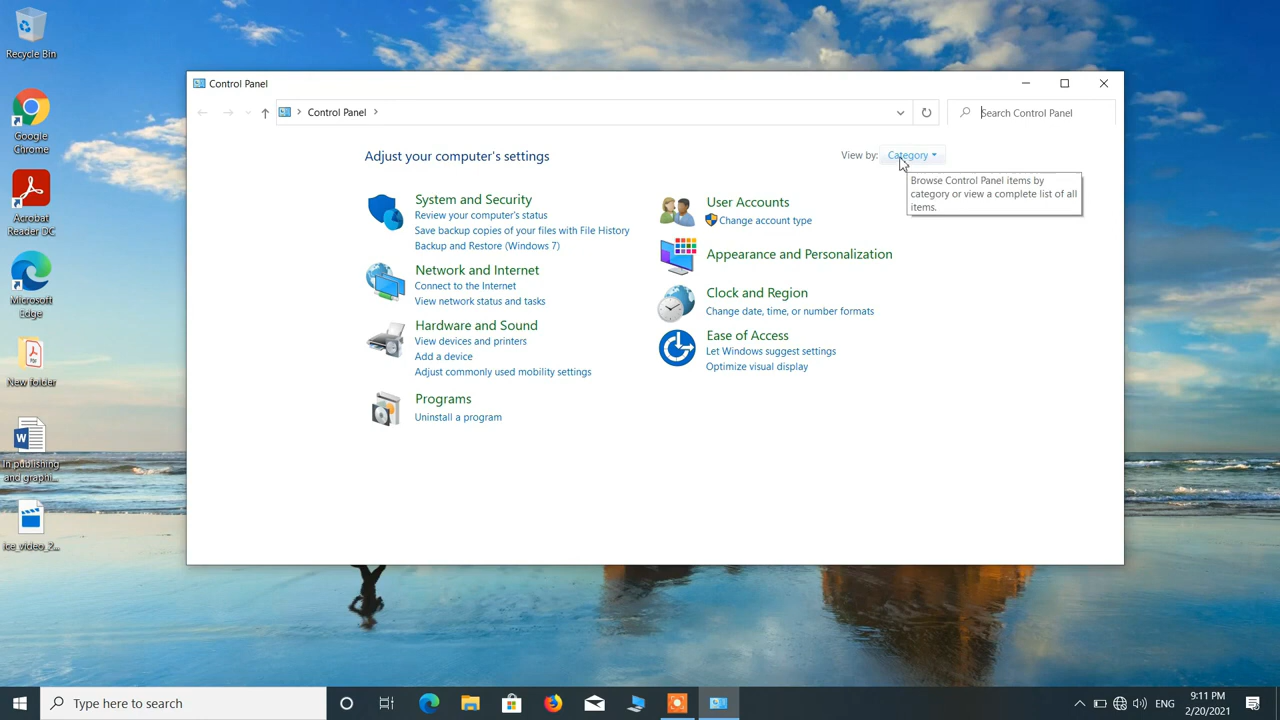 Recycle Bin
Google
Chrome
Acrobat
Reader DC
Microsoft
Edge
New folder
In publishing
and graphi...
ice_video_2...
Control Panel
Control Panel
Search Control Panel
Adjust your computer's settings
View by: Category
Browse Control Panel items by
category or view a complete list of all
items.
System and Security
Review your computer's status
Save backup copies of your files with File History
Backup and Restore (Windows 7)
Network and Internet
Connect to the Internet
View network status and tasks
Hardware and Sound
View devices and printers
Add a device
Adjust commonly used mobility settings
Programs
Uninstall a program
User Accounts
Change account type
Appearance and Personalization
Clock and Region
Change date, time, or number formats
Ease of Access
Let Windows suggest settings
Optimize visual display
Type here to search
ENG
9:11 PM
2/20/2021